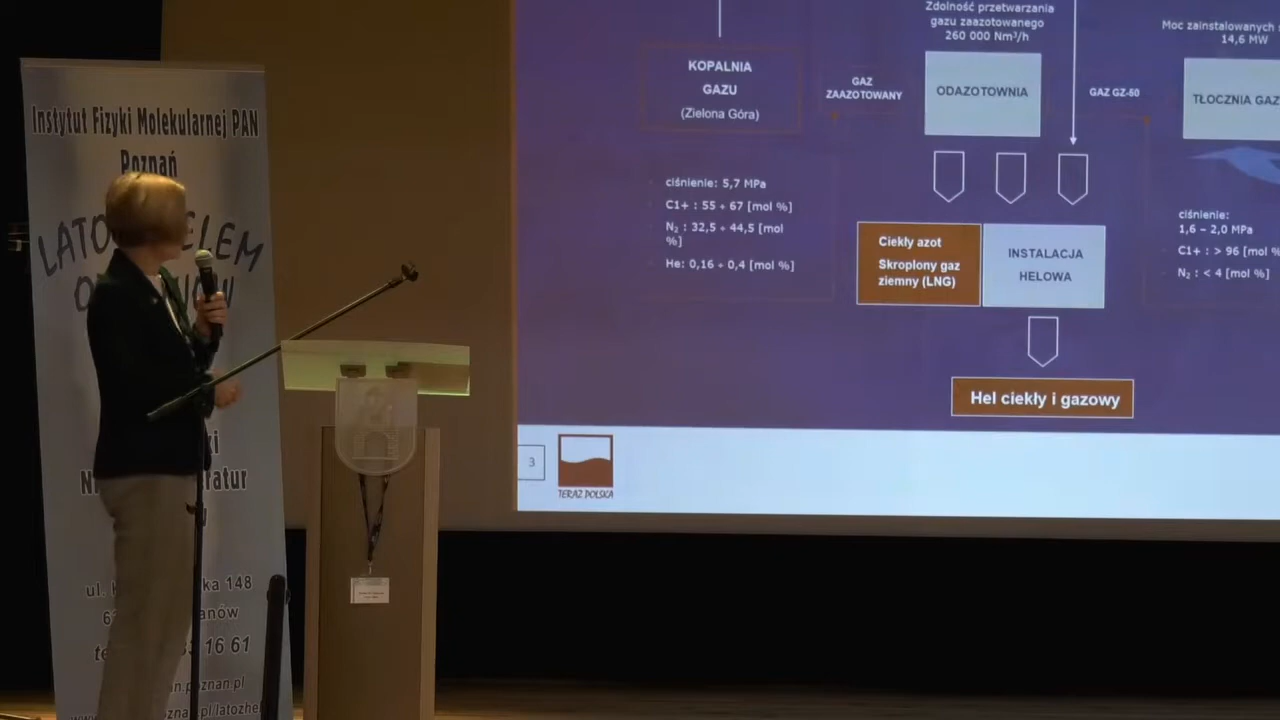 Instytut Fizyki Molekularnej PAN
Poznań
LATO
ELEM
148
16 61
an.poznan.pl
pl/latozhe
Zdolność przetwarzania
gazu zaazotowanego
260 000 Nm³/h
Moc zainstalowanych
14,6 MW
KOPALNIA
GAZU
(Zielona Góra)
GAZ
ZAAZOTOWANY
ODAZOTOWNIA
GAZ GZ-50
TŁOCZNIA GAZ
ciśnienie: 5,7 MPa
C1+ : 55 ÷ 67 [mol %]
N₂ : 32,5 ÷ 44,5 [mol
%]
He: 0,16 ÷ 0,4 [mol %]
Ciekły azot
Skroplony gaz
ziemny (LNG)
INSTALACJA
HELOWA
ciśnienie:
1,6 – 2,0 MPa
C1+ : > 96 [mol %
N₂ : < 4 [mol %]
Hel ciekły i gazowy
3
TERAZ POLSKA